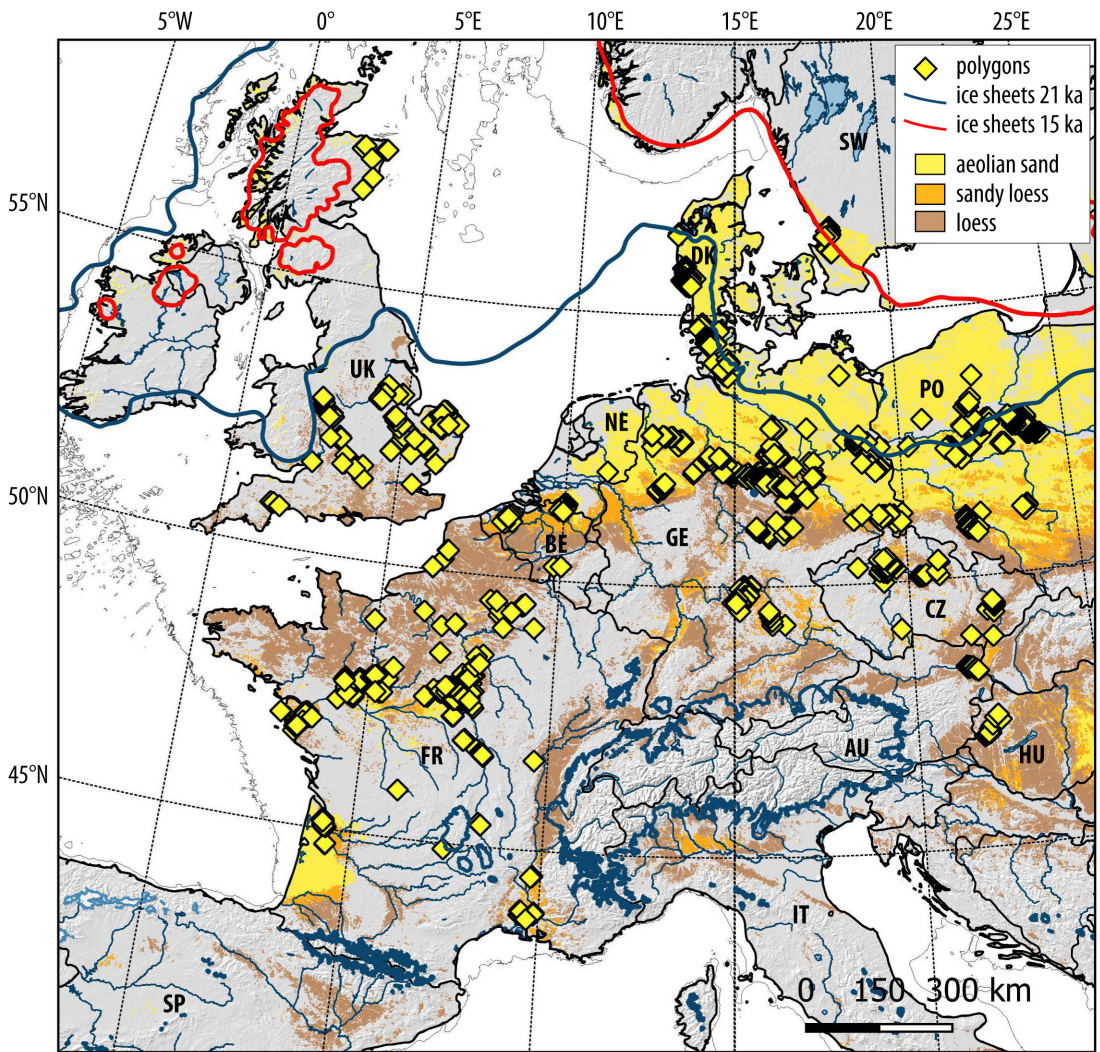 5°W 0° 5°E 10°E 15°E 20°E 25°E
polygons
ice sheets 21 ka
ice sheets 15 ka
aeolian sand
sandy loess
loess
SW
55°N
DK
UK
PO
NE
50°N
BE
GE
CZ
FR
AU
HU
45°N
IT
SP
0 150 300 km